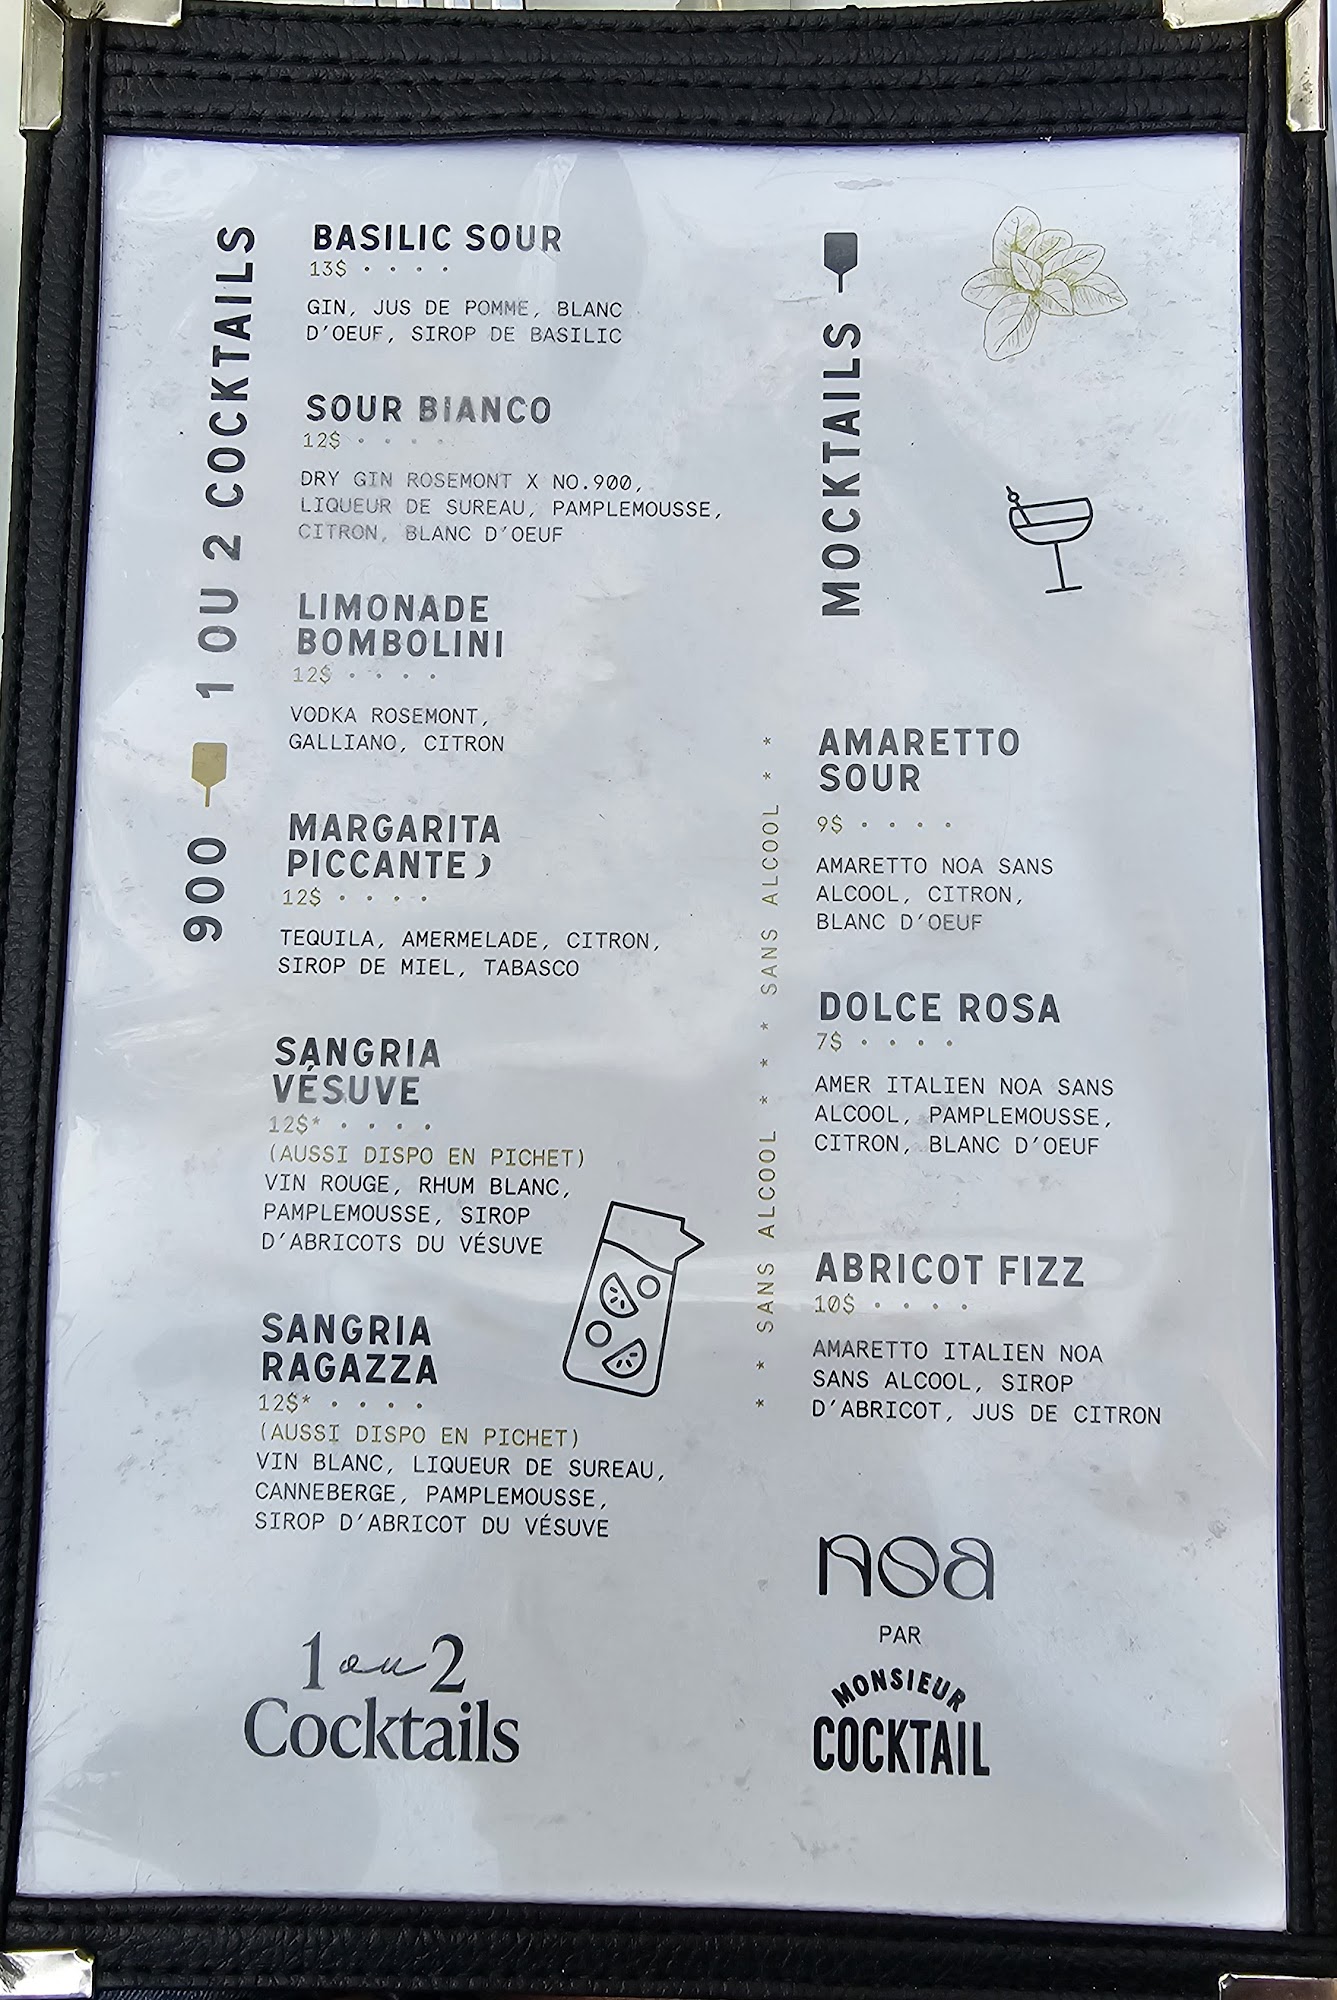 900 1 OU 2 COCKTAILS
BASILIC SOUR
13$ · · · ·
GIN, JUS DE POMME, BLANC
D'OEUF, SIROP DE BASILIC
SOUR BIANCO
12$ · · · ·
DRY GIN ROSEMONT X NO.900,
LIQUEUR DE SUREAU, PAMPLEMOUSSE,
CITRON, BLANC D'OEUF
LIMONADE
BOMBOLINI
12$ · · · ·
VODKA ROSEMONT,
GALLIANO, CITRON
MARGARITA
PICCANTE
12$ · · · ·
TEQUILA, AMERMELADE, CITRON,
SIROP DE MIEL, TABASCO
SANGRIA
VÉSUVE
12$* · · · ·
(AUSSI DISPO EN PICHET)
VIN ROUGE, RHUM BLANC,
PAMPLEMOUSSE, SIROP
D'ABRICOTS DU VÉSUVE
SANGRIA
RAGAZZA
12$* · · · ·
(AUSSI DISPO EN PICHET)
VIN BLANC, LIQUEUR DE SUREAU,
CANNEBERGE, PAMPLEMOUSSE,
SIROP D'ABRICOT DU VÉSUVE
1 ou 2
Cocktails
MOCKTAILS
* * SANS ALCOOL * * * SANS ALCOOL * *
AMARETTO
SOUR
9$ · · · ·
AMARETTO NOA SANS
ALCOOL, CITRON,
BLANC D'OEUF
DOLCE ROSA
7$ · · · ·
AMER ITALIEN NOA SANS
ALCOOL, PAMPLEMOUSSE,
CITRON, BLANC D'OEUF
ABRICOT FIZZ
10$ · · · ·
AMARETTO ITALIEN NOA
SANS ALCOOL, SIROP
D'ABRICOT, JUS DE CITRON
noa
PAR
MONSIEUR
COCKTAIL